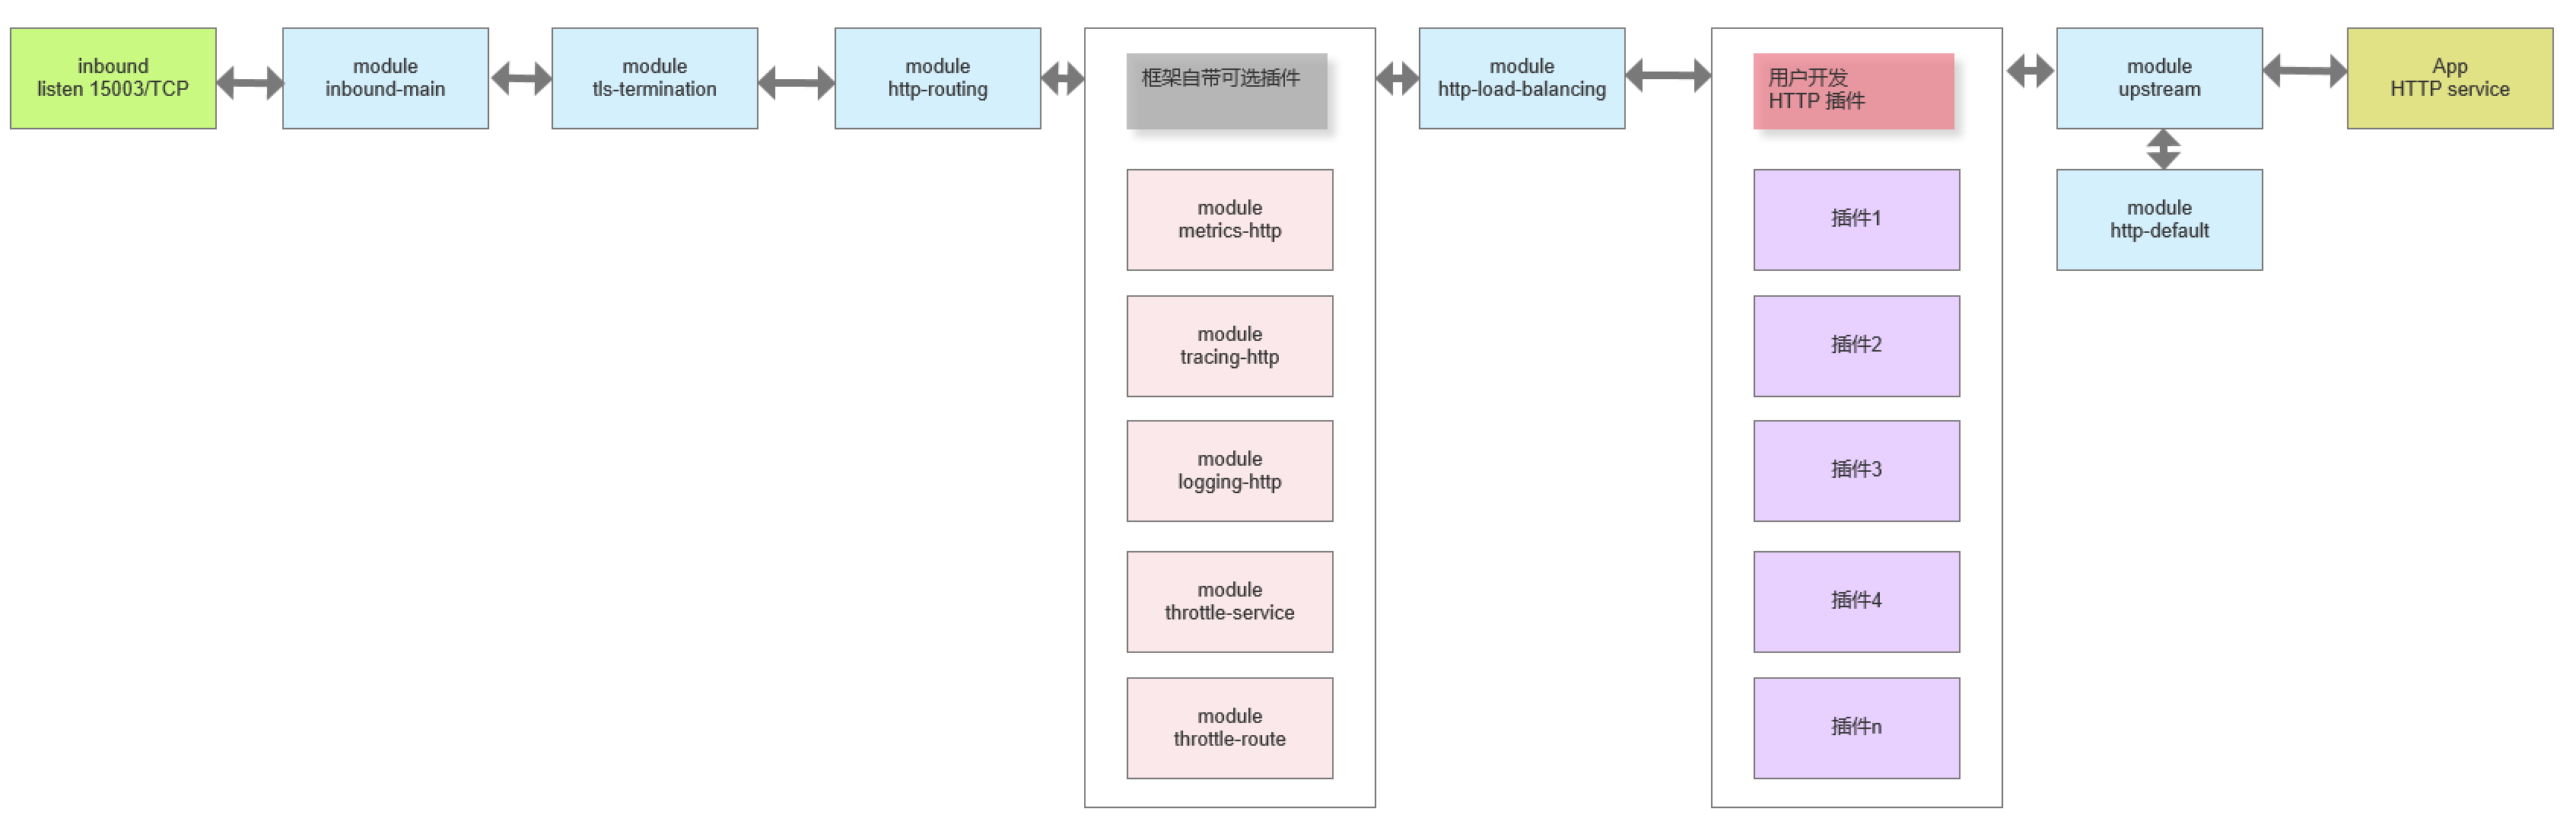 inbound
listen 15003/TCP
module
inbound-main
module
tls-termination
module
http-routing
框架自带可选插件
module
metrics-http
module
tracing-http
module
logging-http
module
throttle-service
module
throttle-route
module
http-load-balancing
用户开发
HTTP 插件
插件1
插件2
插件3
插件4
插件n
module
upstream
module
http-default
App
HTTP service